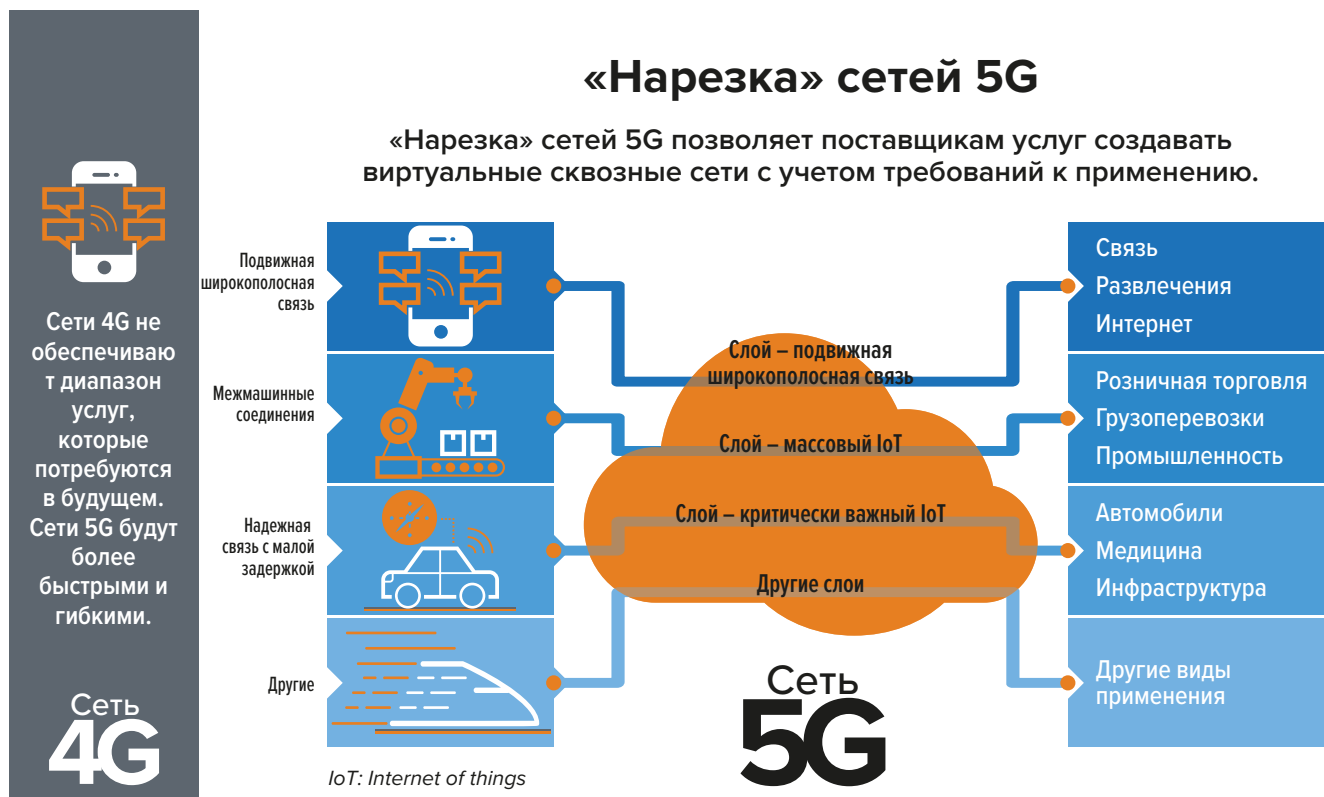 «Нарезка» сетей 5G
«Нарезка» сетей 5G позволяет поставщикам услуг создавать
виртуальные сквозные сети с учетом требований к применению.
Сети 4G не
обеспечиваю
т диапазон
услуг,
которые
потребуются
в будущем.
Сети 5G будут
более
быстрыми и
гибкими.
Сеть
4G
Подвижная
широкополосная
связь
Межмашинные
соединения
Надежная
связь с малой
задержкой
Другие
Слой – подвижная
широкополосная связь
Слой – массовый IoT
Слой – критически важный IoT
Другие слои
Сеть
5G
Связь
Развлечения
Интернет
Розничная торговля
Грузоперевозки
Промышленность
Автомобили
Медицина
Инфраструктура
Другие виды
применения
IoT: Internet of things